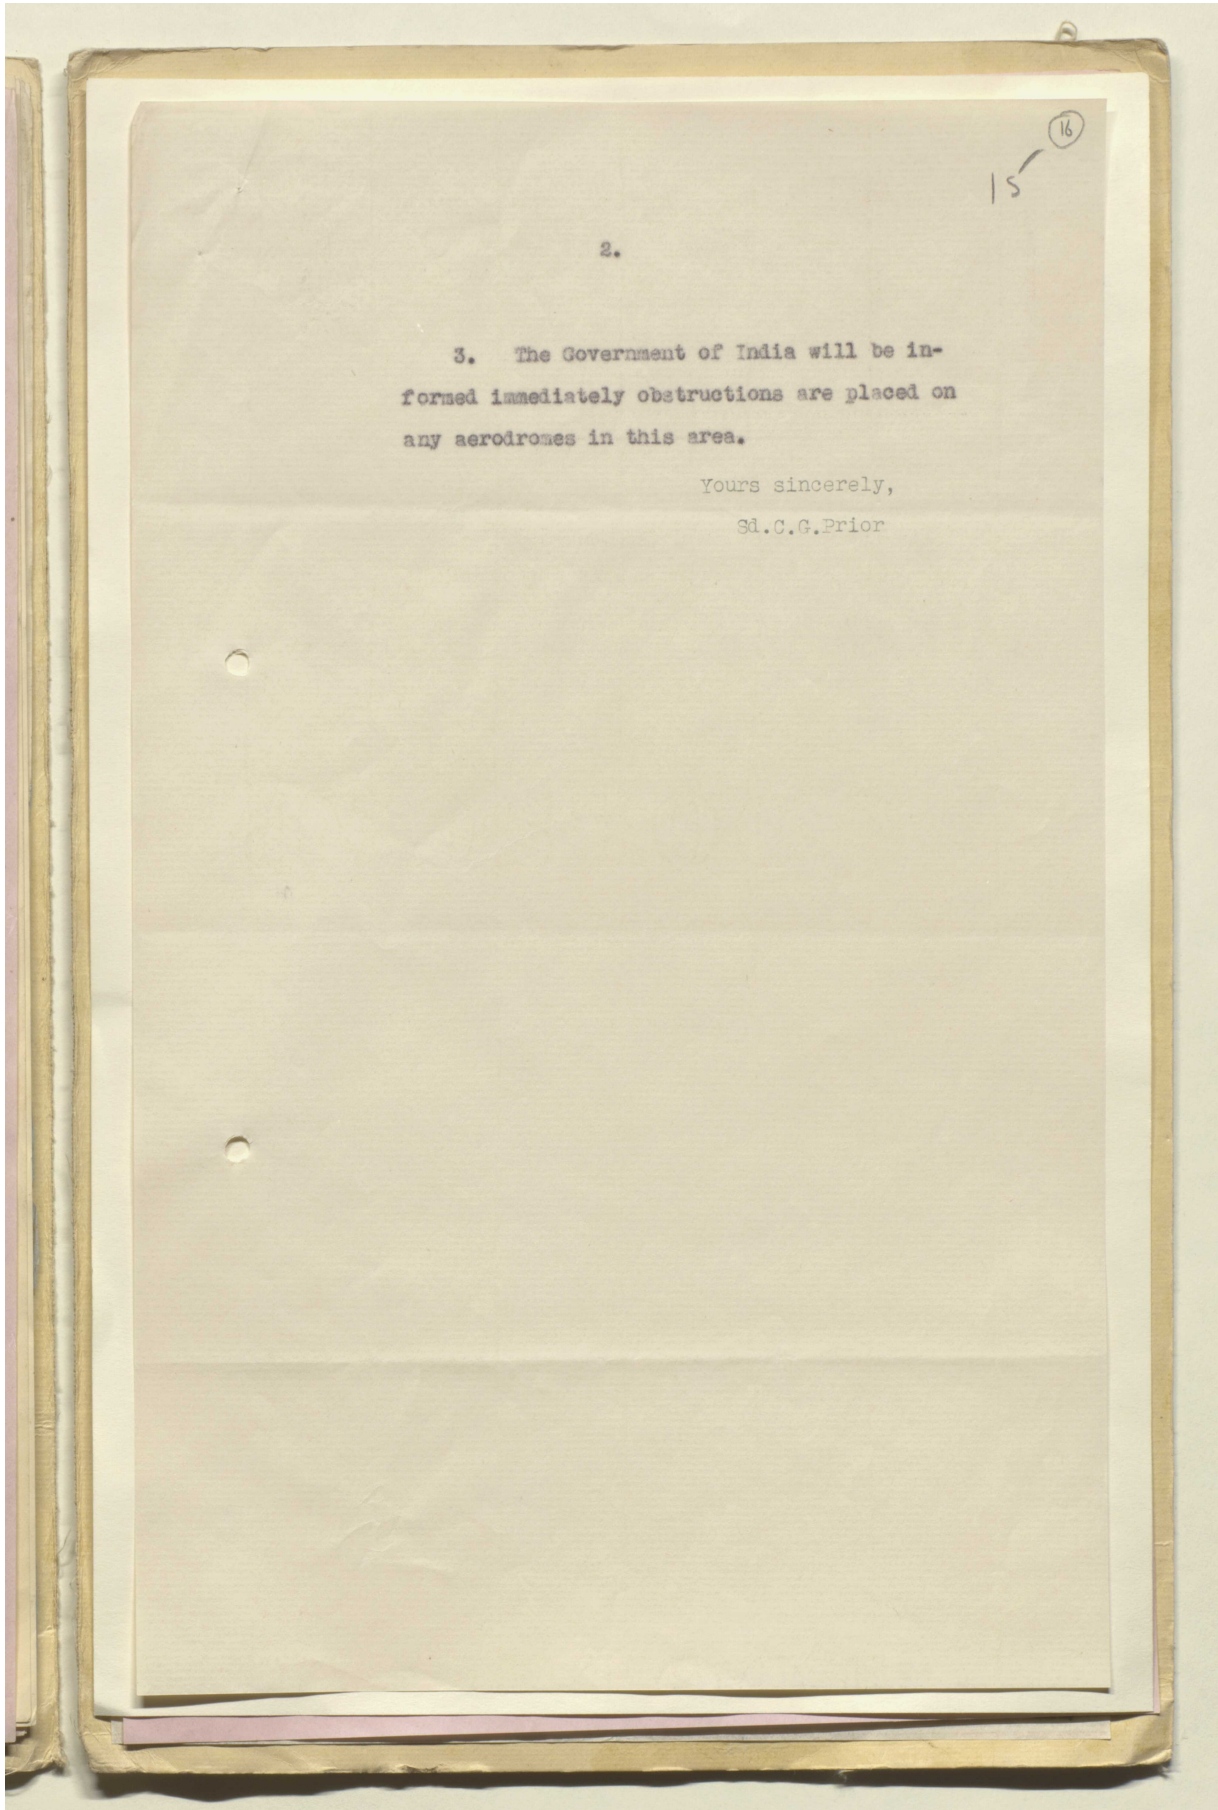 16
15
2.
3. The Government of India will be in-
formed immediately obstructions are placed on
any aerodromes in this area.
Yours sincerely,
Sd.C.G.Prior